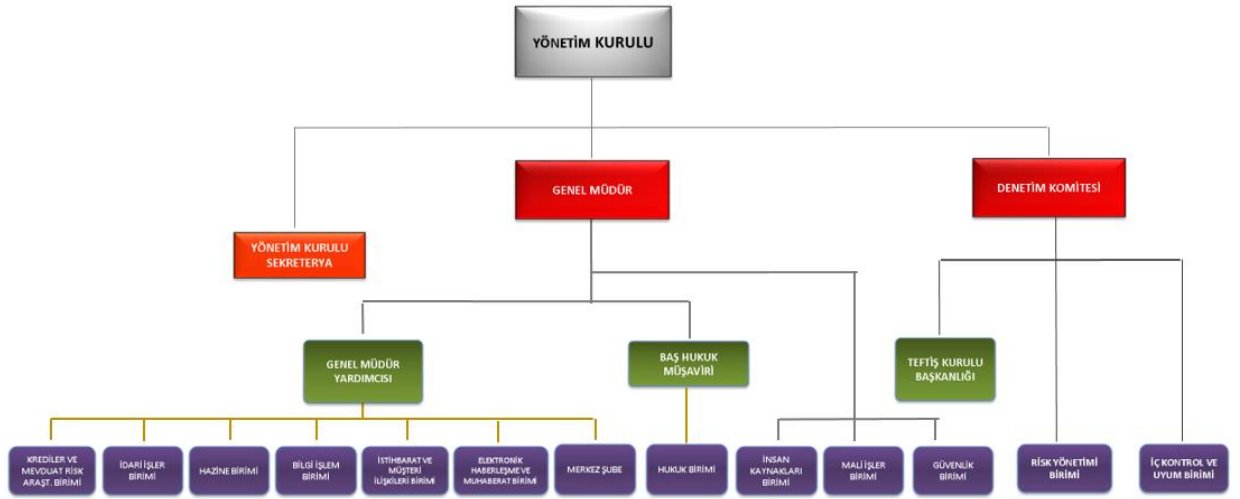 YÖNETİM KURULU
GENEL MÜDÜR
DENETİM KOMİTESİ
YÖNETİM KURULU
SEKRETERYA
GENEL MÜDÜR
YARDIMCISI
BAŞ HUKUK
MÜŞAVİRİ
TEFTİŞ KURULU
BAŞKANLIĞI
KREDİLER VE
MEVDUAT RİSK
ARAŞT. BİRİMİ
İDARİ İŞLER
BİRİMİ
HAZİNE BİRİMİ
BİLGİ İŞLEM
BİRİMİ
İSTİHBARAT VE
MÜŞTERİ
İLİŞKİLERİ BİRİMİ
ELEKTRONİK
HABERLEŞME VE
MUHABERAT BİRİMİ
MERKEZ ŞUBE
HUKUK BİRİMİ
İNSAN
KAYNAKLARI
BİRİMİ
MALİ İŞLER
BİRİMİ
GÜVENLİK
BİRİMİ
RİSK YÖNETİMİ
BİRİMİ
İÇ KONTROL VE
UYUM BİRİMİ